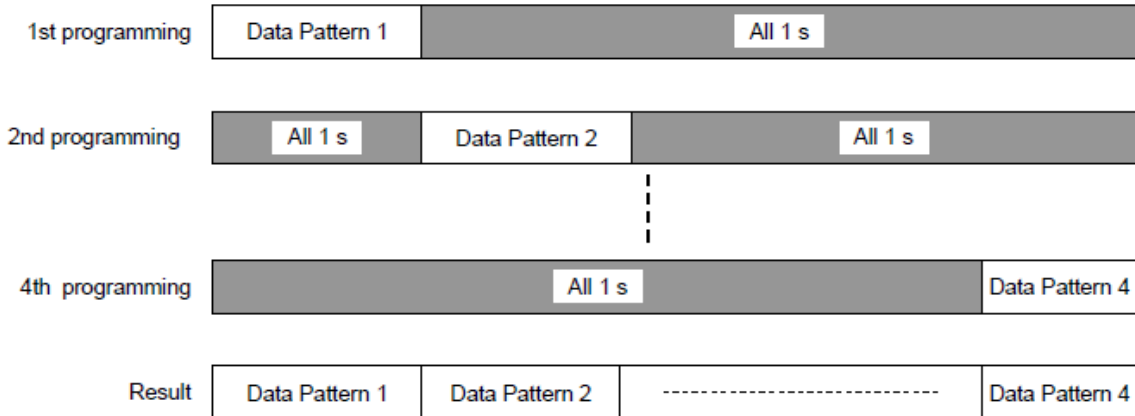 1st programming Data Pattern 1 All 1 s
2nd programming All 1 s Data Pattern 2 All 1 s
4th programming All 1 s Data Pattern 4
Result Data Pattern 1 Data Pattern 2 Data Pattern 4